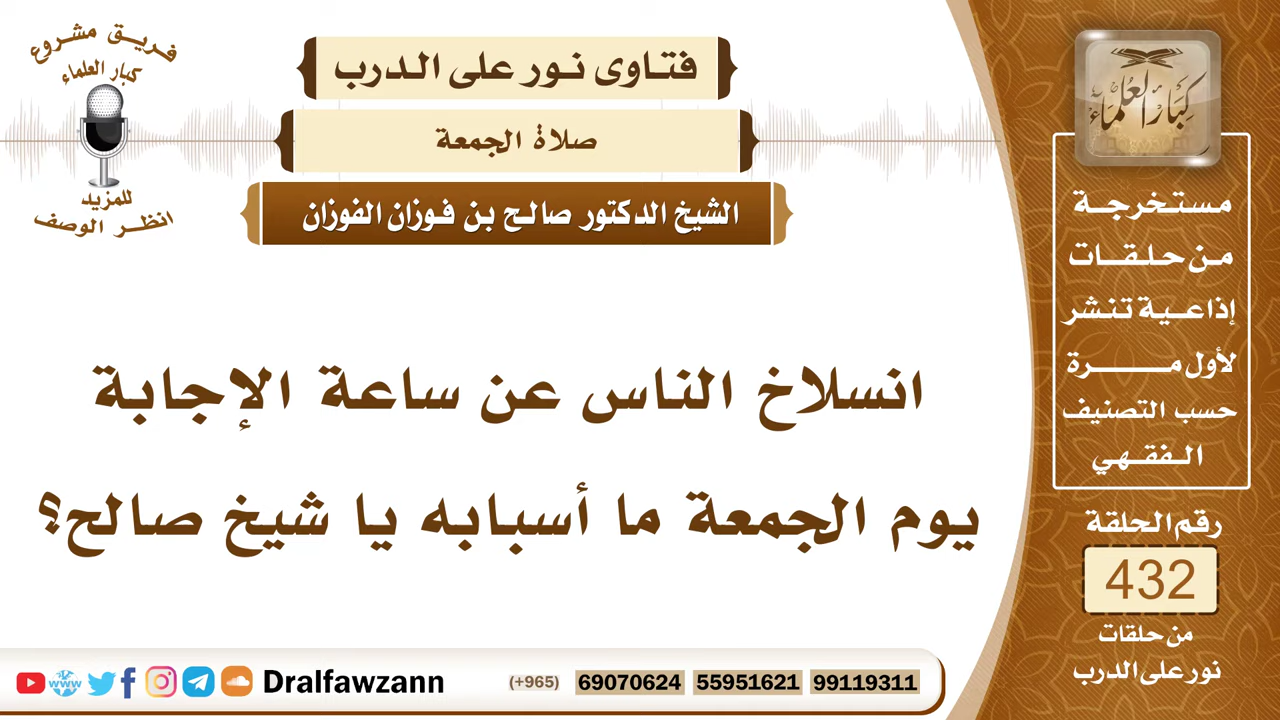 فريق مشروع
كبار العلماء
للمزيد
انظر الوصف
فتاوى نور على الدرب
صلاة الجمعة
الشيخ الدكتور صالح بن فوزان الفوزان
انسلاخ الناس عن ساعة الإجابة
يوم الجمعة ما أسبابه يا شيخ صالح؟
كبار العلماء
مستخرجة
من حلقات
إذاعية تنشر
لأول مرة
حسب التصنيف
الفقهي
رقم الحلقة
432
من حلقات
نور على الدرب
www Dralfawzann (+965) 69070624 55951621 99119311